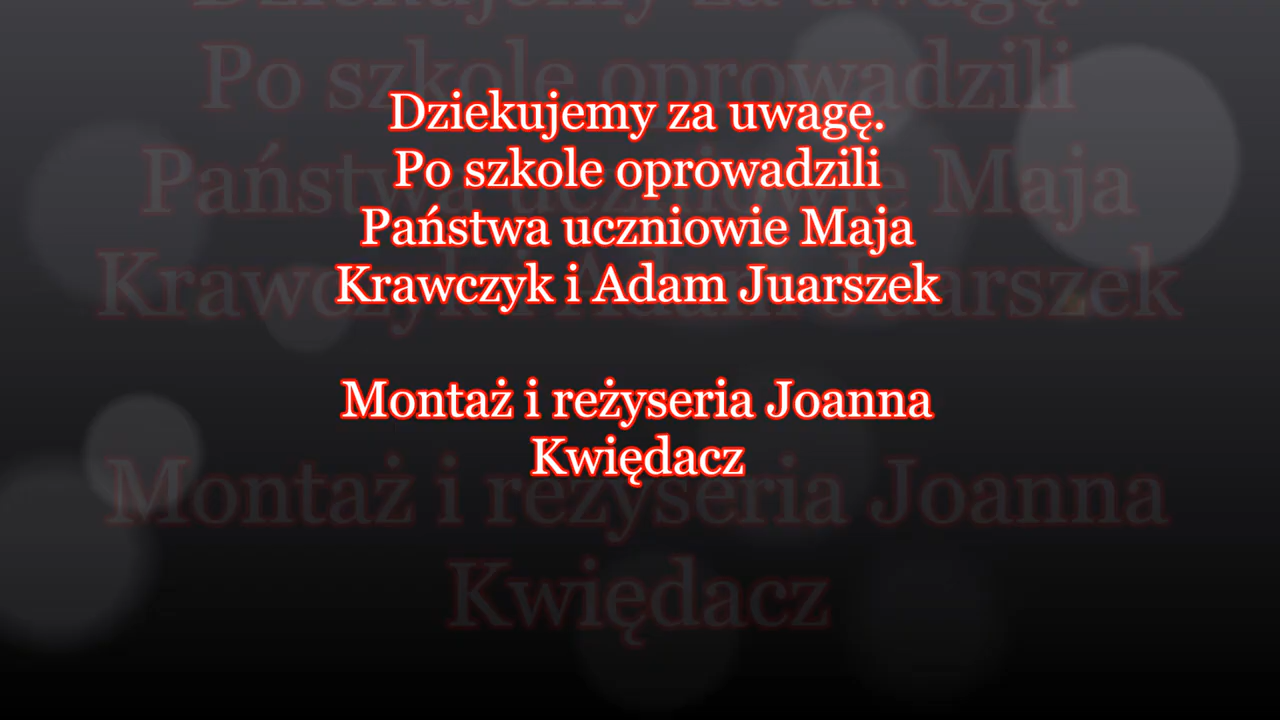 Dziekujemy za uwagę.
Po szkole oprowadzili
Państwa uczniowie Maja
Krawczyk i Adam Juarszek
Montaż i reżyseria Joanna
Kwiędacz